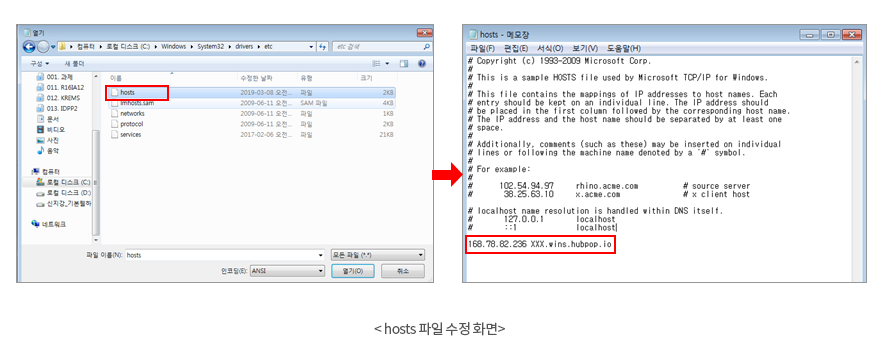 열기
▸ 컴퓨터 ▸ 로컬 디스크 (C:) ▸ Windows ▸ System32 ▸ drivers ▸ etc
etc 검색
구성 ▾ 새 폴더
001. 과제
011. R16IA12
012. KREMS
013. IDPP2
문서
비디오
사진
음악
컴퓨터
로컬 디스크 (C:)
로컬 디스크 (D:)
네트워크
이름 수정한 날짜 유형 크기
hosts 2019-03-08 오전... 파일 2KB
lmhosts.sam 2009-06-11 오전... SAM 파일 4KB
networks 2009-06-11 오전... 파일 1KB
protocol 2009-06-11 오전... 파일 2KB
services 2017-02-06 오전... 파일 21KB
파일 이름(N): hosts 모든 파일 (*.*)
인코딩(E): ANSI 열기(O) 취소
hosts - 메모장
파일(F) 편집(E) 서식(O) 보기(V) 도움말(H)
# Copyright (c) 1993-2009 Microsoft Corp.
#
# This is a sample HOSTS file used by Microsoft TCP/IP for Windows.
#
# This file contains the mappings of IP addresses to host names. Each
# entry should be kept on an individual line. The IP address should
# be placed in the first column followed by the corresponding host name.
# The IP address and the host name should be separated by at least one
# space.
#
# Additionally, comments (such as these) may be inserted on individual
# lines or following the machine name denoted by a '#' symbol.
#
# For example:
#
# 102.54.94.97 rhino.acme.com # source server
# 38.25.63.10 x.acme.com # x client host
# localhost name resolution is handled within DNS itself.
# 127.0.0.1 localhost
# ::1 localhost
168.78.82.236 XXX.wins.hubpop.io
< hosts 파일 수정 화면>